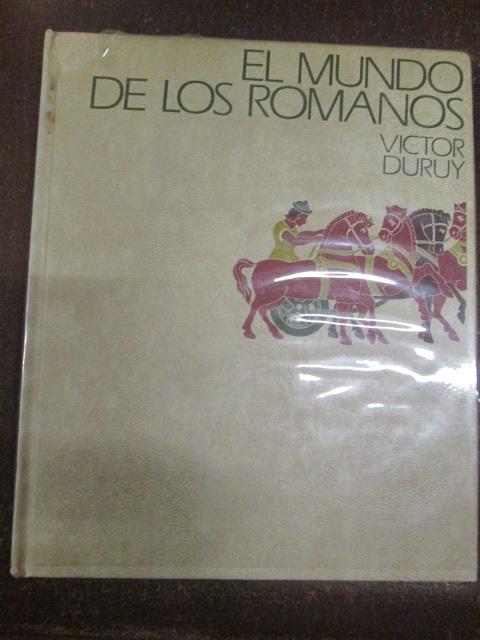 EL MUNDO
DE LOS ROMANOS
VICTOR
DURUY